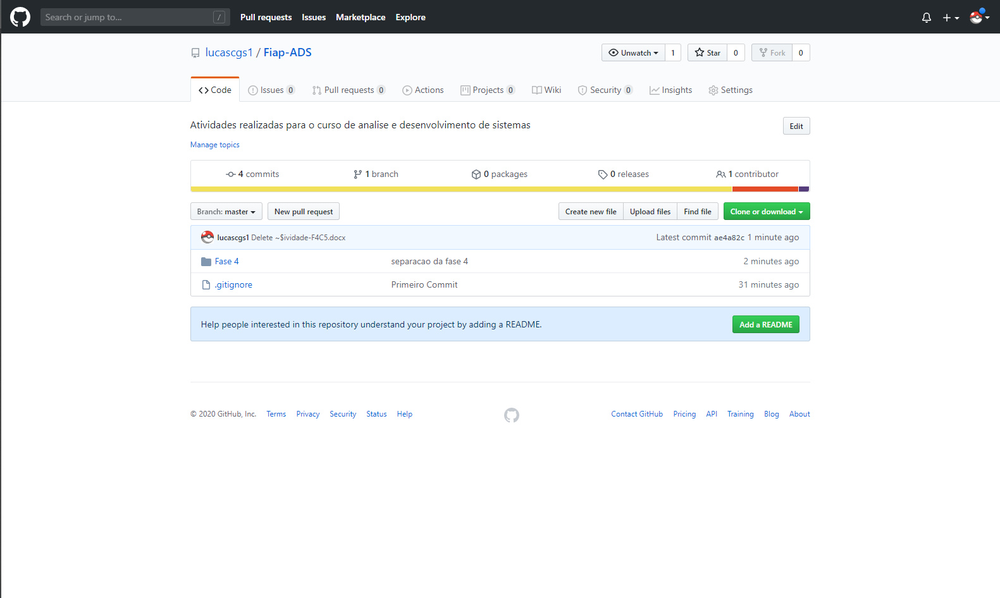 Search or jump to... / Pull requests Issues Marketplace Explore
lucascgs1 / Fiap-ADS Unwatch 1 Star 0 Fork 0
Code Issues 0 Pull requests 0 Actions Projects 0 Wiki Security 0 Insights Settings
Atividades realizadas para o curso de analise e desenvolvimento de sistemas Edit
Manage topics
4 commits 1 branch 0 packages 0 releases 1 contributor
Branch: master New pull request Create new file Upload files Find file Clone or download
lucascgs1 Delete ~$ividade-F4C5.docx Latest commit ae4a82c 1 minute ago
Fase 4 separacao da fase 4 2 minutes ago
.gitignore Primeiro Commit 31 minutes ago
Help people interested in this repository understand your project by adding a README. Add a README
© 2020 GitHub, Inc. Terms Privacy Security Status Help Contact GitHub Pricing API Training Blog About